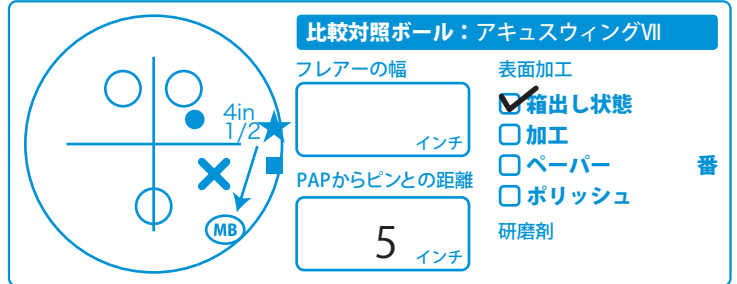 比較対照ボール：アキュスウィングⅦ
フレアーの幅
インチ
PAPからピンとの距離
5 インチ
表面加工
箱出し状態
加工
ペーパー 番
ポリッシュ
研磨剤
4in
1/2
MB